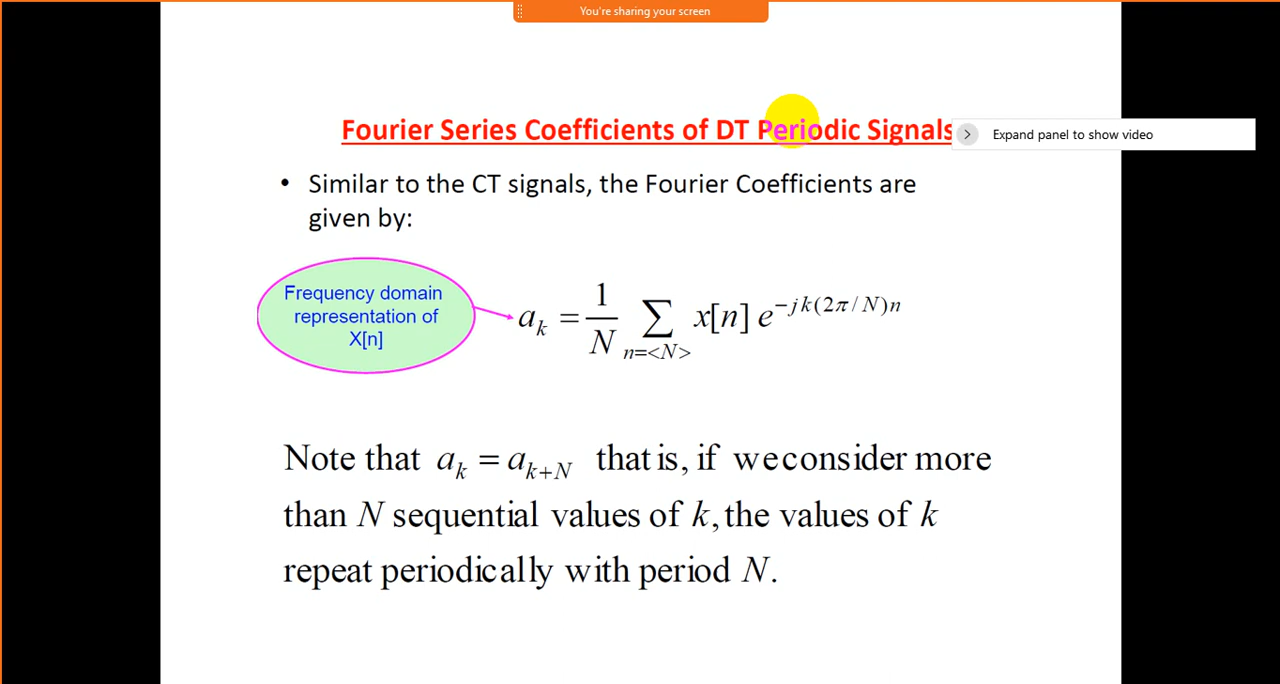 You're sharing your screen
Fourier Series Coefficients of DT Periodic Signals
Expand panel to show video
• Similar to the CT signals, the Fourier Coefficients are
given by:
Frequency domain
representation of
X[n]
a_k = \frac{1}{N} \sum_{n=<N>} x[n] e^{-jk(2π/N)n}
Note that a_k = a_{k+N} that is, if we consider more
than N sequential values of k, the values of k
repeat periodically with period N.